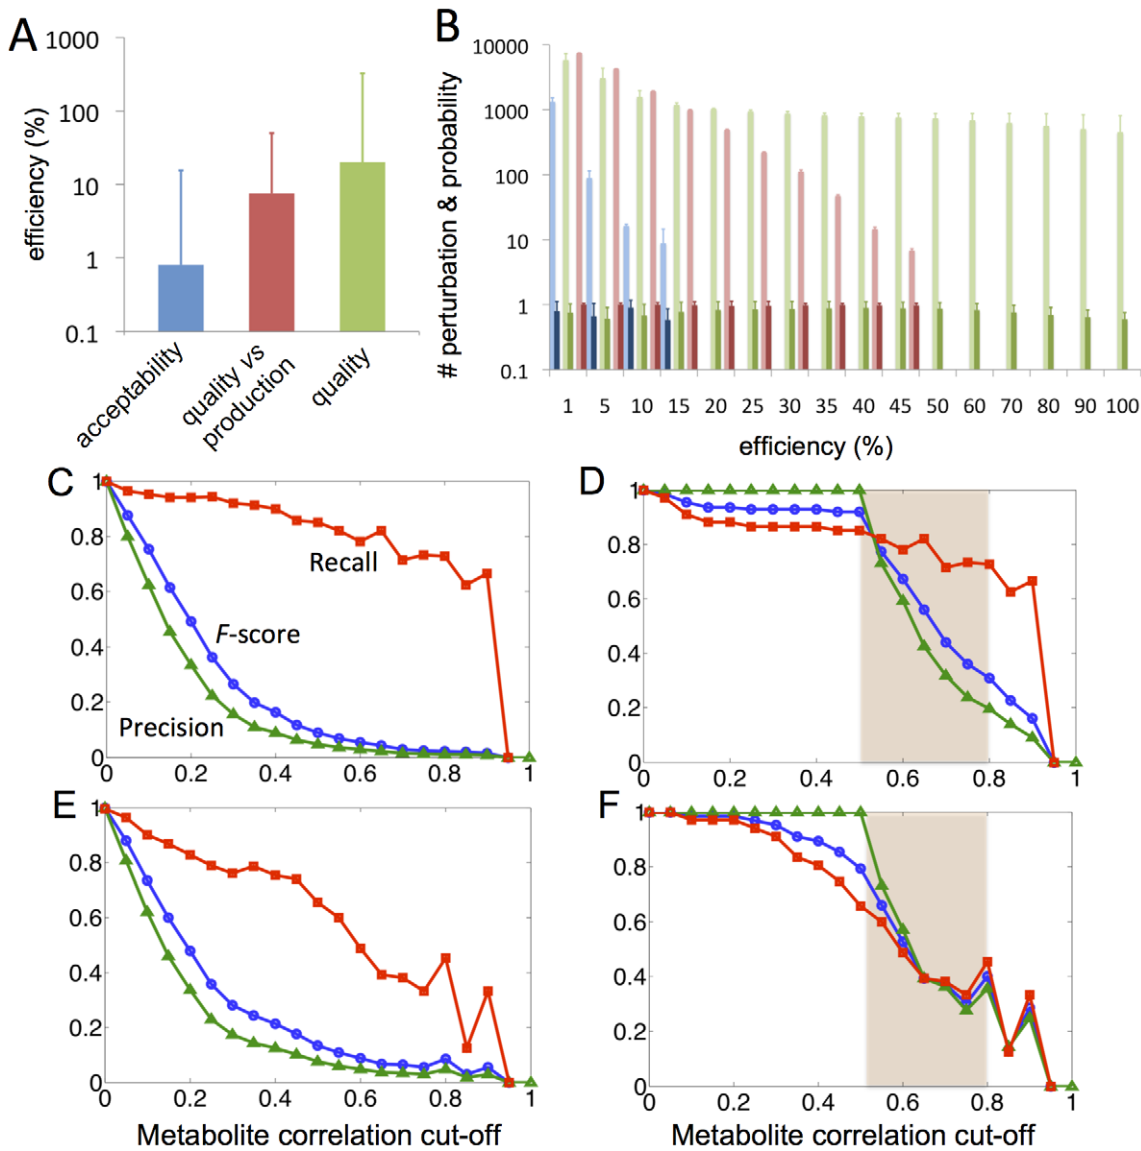 A
efficiency (%)
1000
100
10
1
0.1
acceptability
quality vs
production
quality
B
# perturbation & probability
10000
1000
100
10
1
0.1
1 5 10 15 20 25 30 35 40 45 50 60 70 80 90 100
efficiency (%)
C
1
0.8
0.6
0.4
0.2
0
Recall
F-score
Precision
0 0.2 0.4 0.6 0.8 1
D
1
0.8
0.6
0.4
0.2
0
0 0.2 0.4 0.6 0.8 1
E
1
0.8
0.6
0.4
0.2
0
0 0.2 0.4 0.6 0.8 1
Metabolite correlation cut-off
F
1
0.8
0.6
0.4
0.2
0
0 0.2 0.4 0.6 0.8 1
Metabolite correlation cut-off